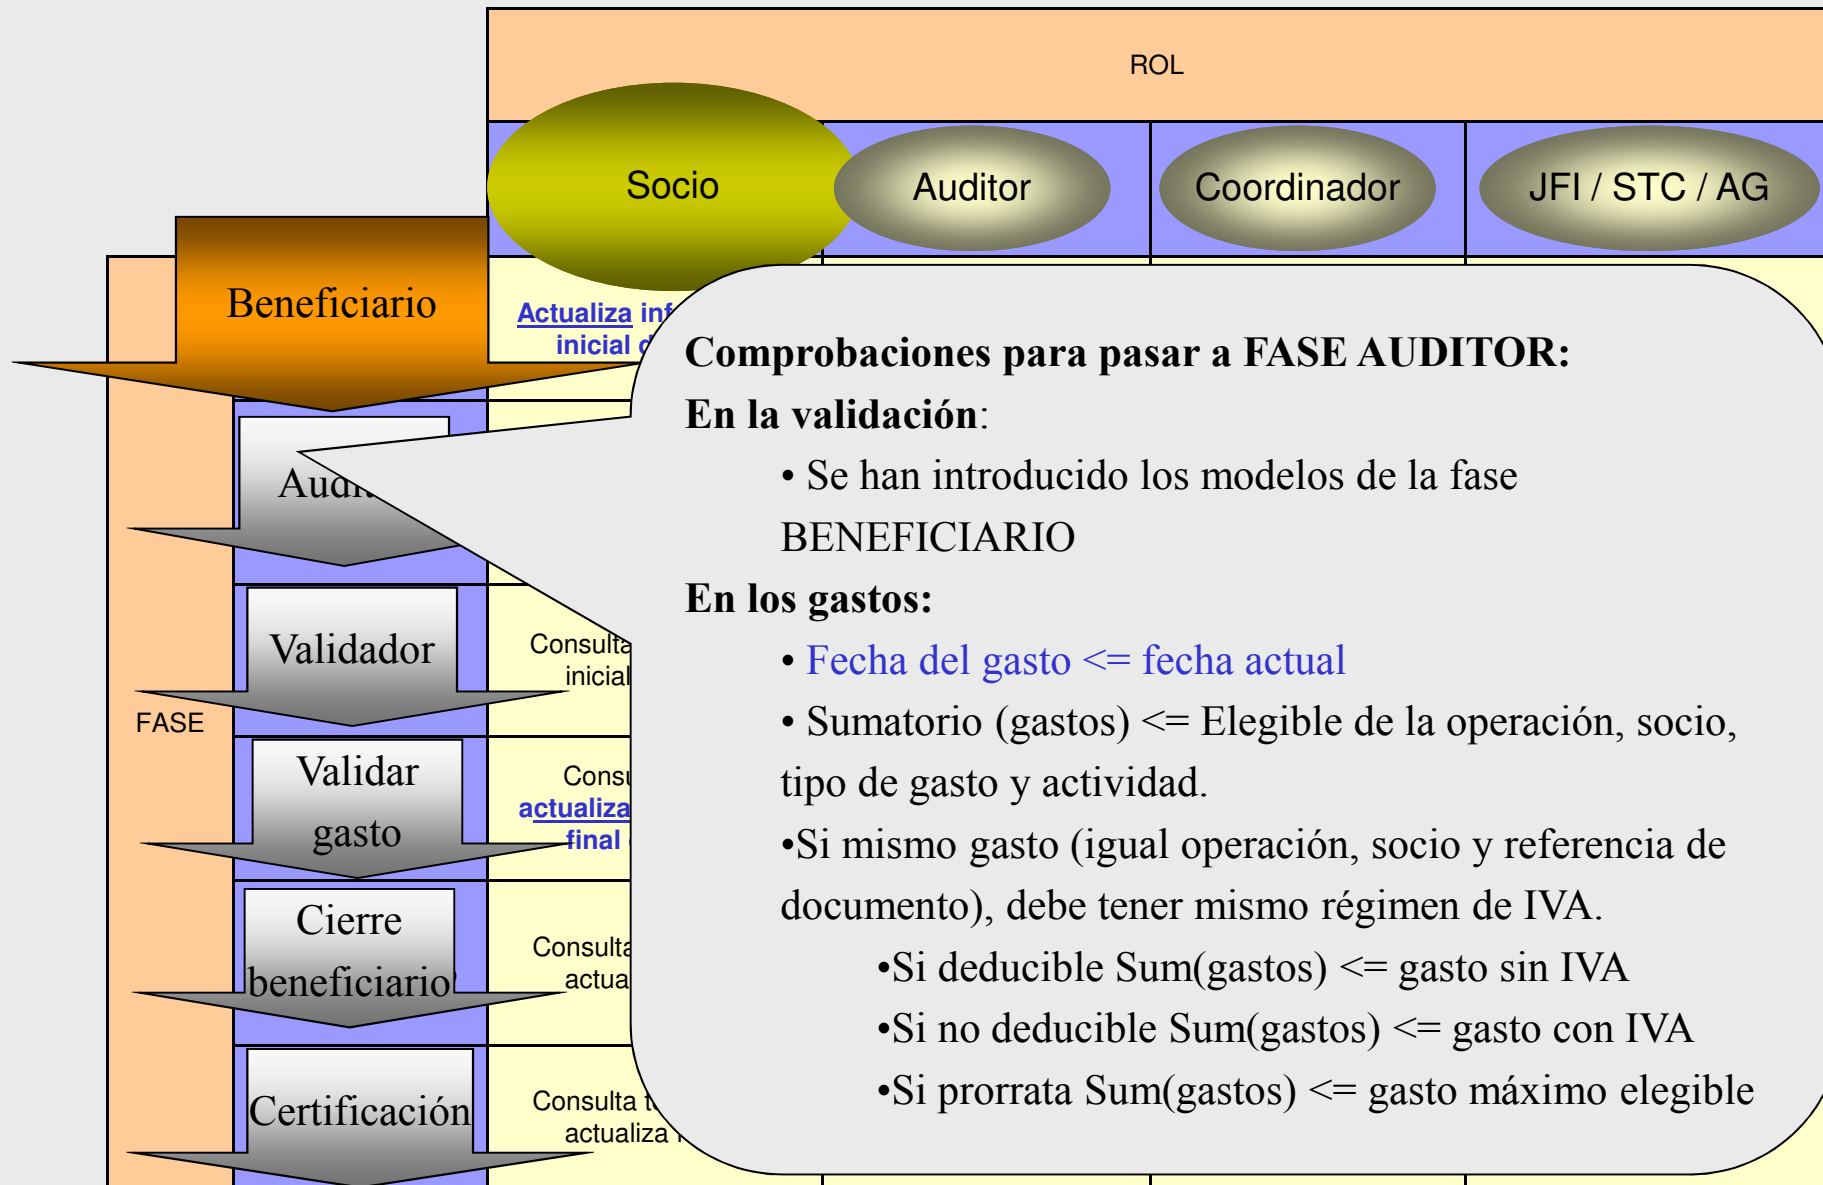 ROL
Socio
Auditor
Coordinador
JFI / STC / AG
FASE
Beneficiario
Actualiza
inicial
Validador
Consulta
inicial
Validar
gasto
actualiza
final
Cierre
beneficiario
Consulta
Certificación
Consulta
actualiza
Comprobaciones para pasar a FASE AUDITOR:
En la validación:
• Se han introducido los modelos de la fase
BENEFICIARIO
En los gastos:
• Fecha del gasto <= fecha actual
• Sumatorio (gastos) <= Elegible de la operación, socio,
tipo de gasto y actividad.
•Si mismo gasto (igual operación, socio y referencia de
documento), debe tener mismo régimen de IVA.
•Si deducible Sum(gastos) <= gasto sin IVA
•Si no deducible Sum(gastos) <= gasto con IVA
•Si prorrata Sum(gastos) <= gasto máximo elegible